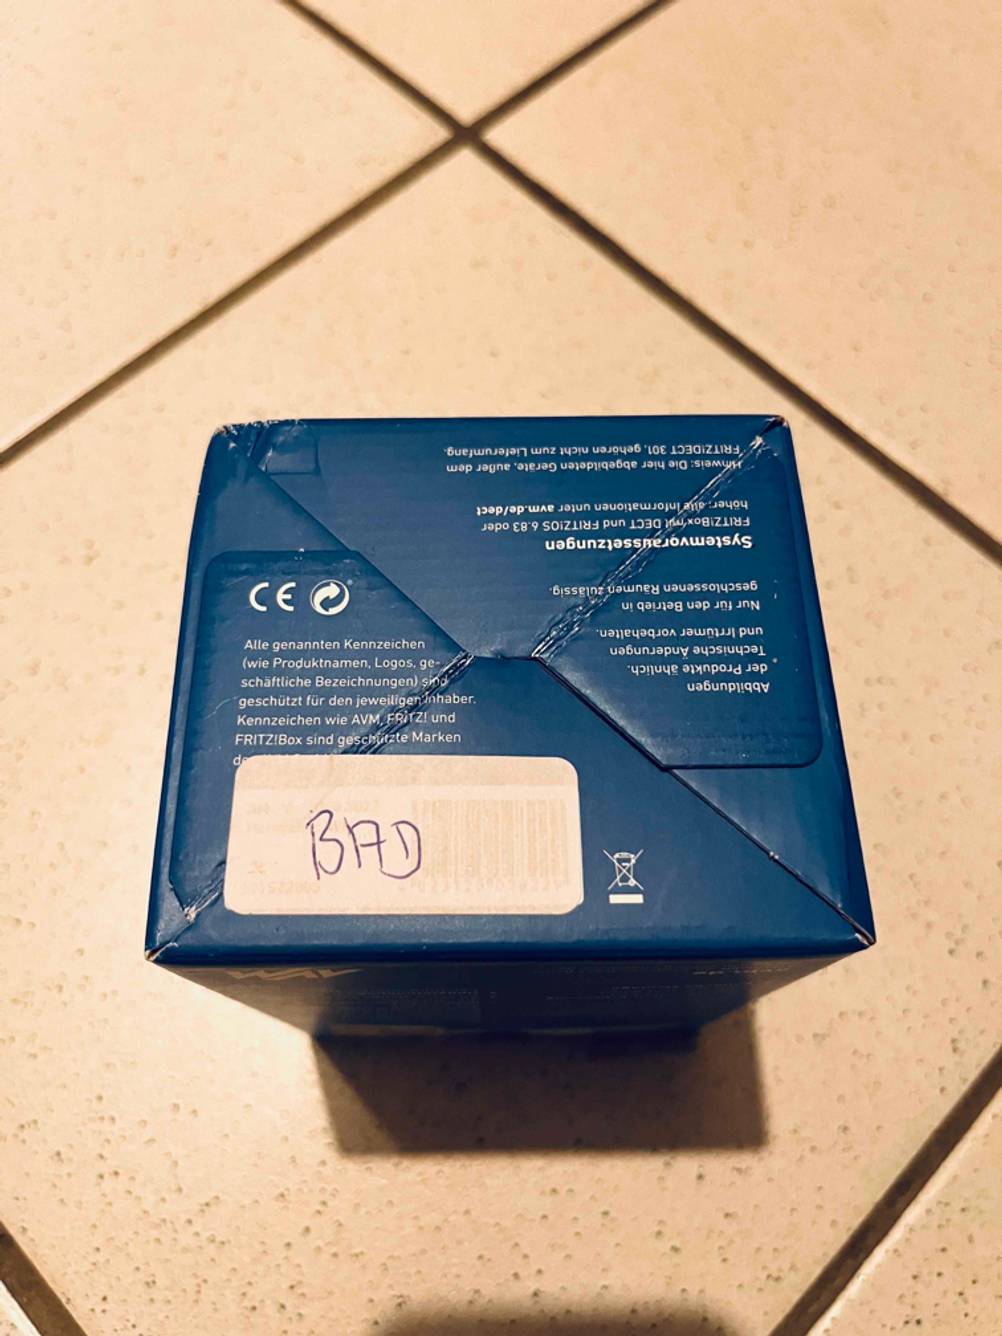 Alle genannten Kennzeichen
(wie Produktnamen, Logos, ge-
schäftliche Bezeichnungen) sind
geschützt für den jeweiligen Inhaber.
Kennzeichen wie AVM, FRITZ! und
FRITZ!Box sind geschützte Marken
BAD
Abbildungen
der Produkte ähnlich.
Technische Änderungen
und Irrtümer vorbehalten.
Nur für den Betrieb in
geschlossenen Räumen zulässig.
Systemvoraussetzungen
FRITZ!Box mit DECT und FRITZ!OS 6.83 oder
höher; alle Informationen unter avm.de/dect
Hinweis: Die hier abgebildeten Geräte, außer dem
FRITZ!DECT 301, gehören nicht zum Lieferumfang.